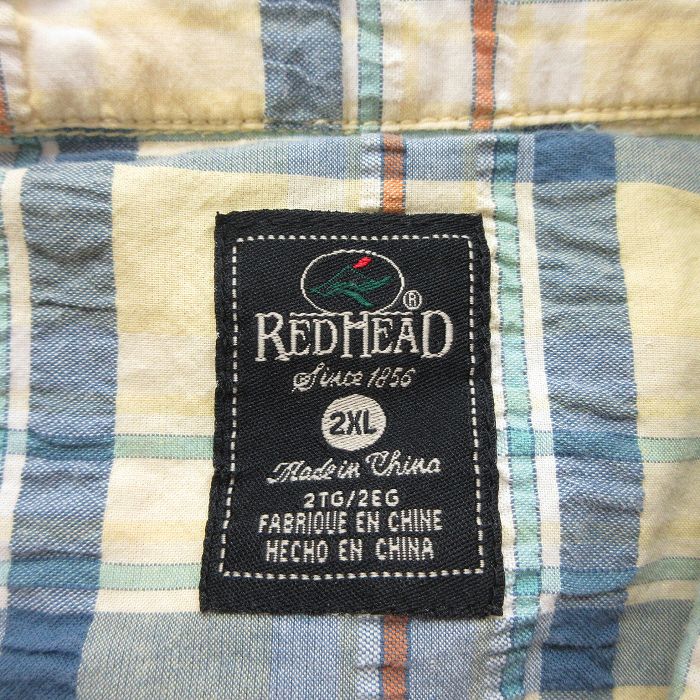 ®
REDHEAD
Since 1856
2XL
Made in China
2TG/2EG
FABRIQUE EN CHINE
HECHO EN CHINA